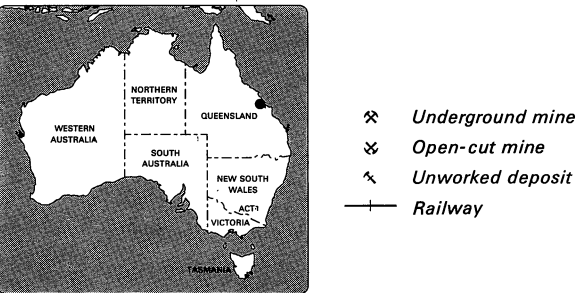 NORTHERN
TERRITORY
QUEENSLAND
WESTERN
AUSTRALIA
SOUTH
AUSTRALIA
NEW SOUTH
WALES
ACT
VICTORIA
TASMANIA
Underground mine
Open-cut mine
Unworked deposit
Railway